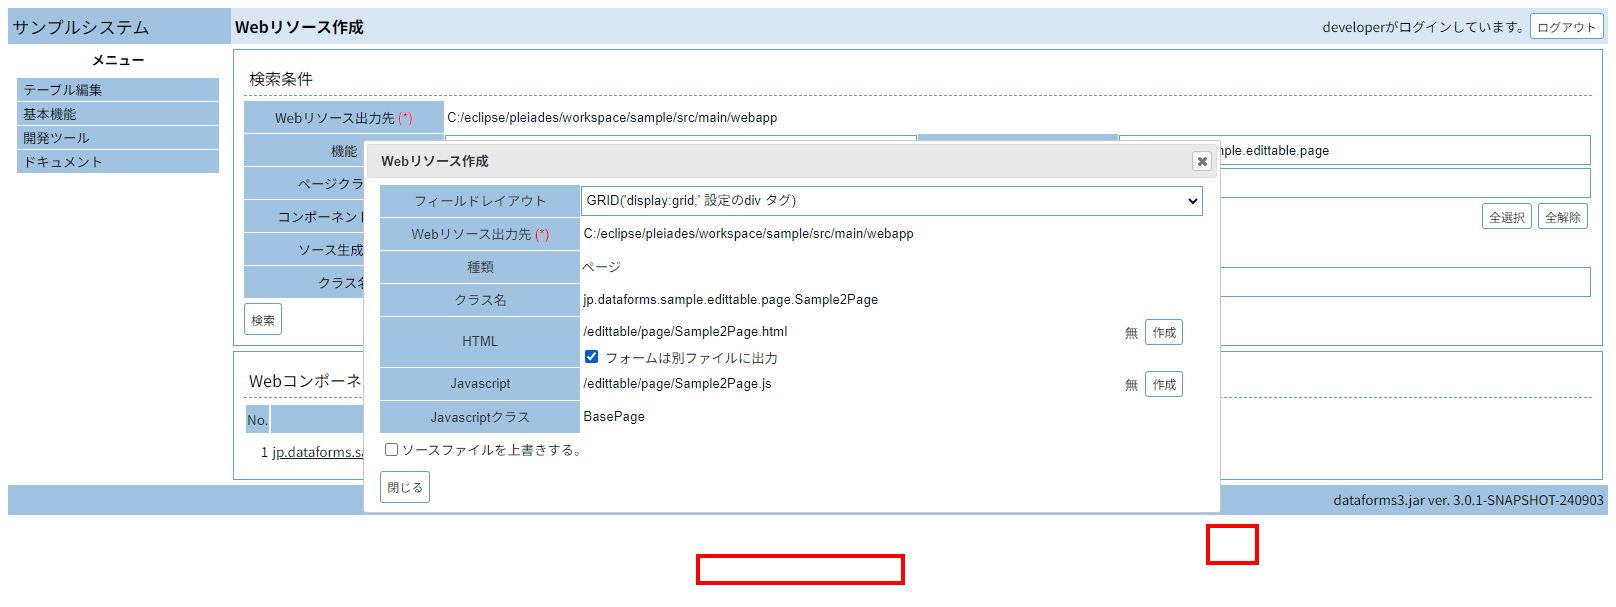 サンプルシステム
Webリソース作成
developerがログインしています。
ログアウト
メニュー
テーブル編集
基本機能
開発ツール
ドキュメント
検索条件
Webリソース出力先 (*)
C:/eclipse/pleiades/workspace/sample/src/main/webapp
機能
mple.edittable.page
ページクラ
コンポーネント
全選択
全解除
ソース生成
クラス名
検索
Webコンポーネ
No.
1 jp.dataforms.sa
Webリソース作成
フィールドレイアウト
GRID('display:grid;' 設定のdiv タグ)
Webリソース出力先 (*)
C:/eclipse/pleiades/workspace/sample/src/main/webapp
種類
ページ
クラス名
jp.dataforms.sample.edittable.page.Sample2Page
HTML
/edittable/page/Sample2Page.html
無
作成
フォームは別ファイルに出力
Javascript
/edittable/page/Sample2Page.js
無
作成
Javascriptクラス
BasePage
ソースファイルを上書きする。
閉じる
dataforms3.jar ver. 3.0.1-SNAPSHOT-240903